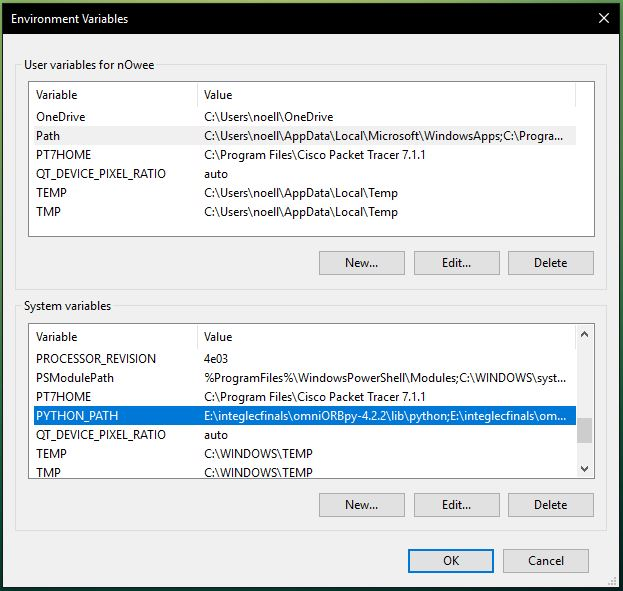 Environment Variables
User variables for nOwee
Variable Value
OneDrive C:\Users\noell\OneDrive
Path C:\Users\noell\AppData\Local\Microsoft\WindowsApps;C:\Progra...
PT7HOME C:\Program Files\Cisco Packet Tracer 7.1.1
QT_DEVICE_PIXEL_RATIO auto
TEMP C:\Users\noell\AppData\Local\Temp
TMP C:\Users\noell\AppData\Local\Temp
New... Edit... Delete
System variables
Variable Value
PROCESSOR_REVISION 4e03
PSModulePath %ProgramFiles%\WindowsPowerShell\Modules;C:\WINDOWS\syst...
PT7HOME C:\Program Files\Cisco Packet Tracer 7.1.1
PYTHON_PATH E:\integlecfinals\omniORBpy-4.2.2\lib\python;E:\integlecfinals\om...
QT_DEVICE_PIXEL_RATIO auto
TEMP C:\WINDOWS\TEMP
TMP C:\WINDOWS\TEMP
New... Edit... Delete
OK Cancel